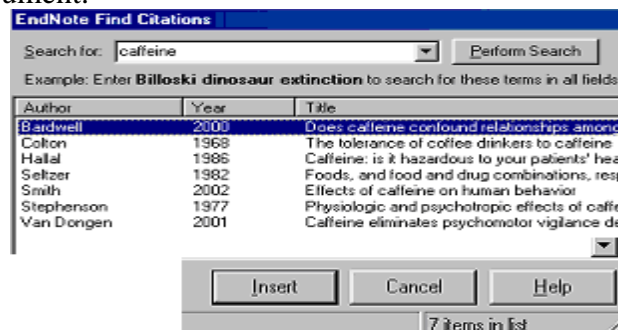 ument.
EndNote Find Citations
Search for: caffeine Perform Search
Example: Enter Billoski dinosaur extinction to search for these terms in all fields
Author Year Title
Bardwell 2000 Does caffeine confound relationships among
Colton 1968 The tolerance of coffee drinkers to caffeine
Hallal 1986 Caffeine: is it hazardous to your patients' hea
Seltzer 1982 Foods, and food and drug combinations, resp
Smith 2002 Effects of caffeine on human behavior
Stephenson 1977 Physiologic and psychotropic effects of caffe
Van Dongen 2001 Caffeine eliminates psychomotor vigilance de
Insert Cancel Help
7 items in list